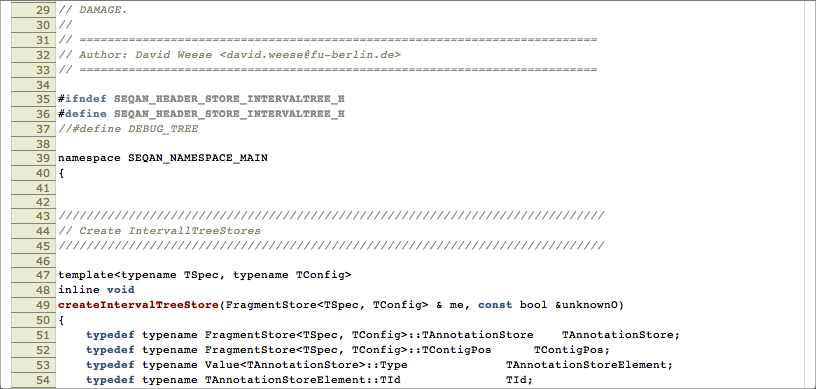 29 // DAMAGE.
30 //
31 // ==========================================================================
32 // Author: David Weese <david.weese@fu-berlin.de>
33 // ==========================================================================
34
35 #ifndef SEQAN_HEADER_STORE_INTERVALTREE_H
36 #define SEQAN_HEADER_STORE_INTERVALTREE_H
37 //#define DEBUG_TREE
38
39 namespace SEQAN_NAMESPACE_MAIN
40 {
41
42
43 //////////////////////////////////////////////////////////////////////////////
44 // Create IntervallTreeStores
45 //////////////////////////////////////////////////////////////////////////////
46
47 template<typename TSpec, typename TConfig>
48 inline void
49 createIntervalTreeStore(FragmentStore<TSpec, TConfig> & me, const bool &unknownO)
50 {
51     typedef typename FragmentStore<TSpec, TConfig>::TAnnotationStore    TAnnotationStore;
52     typedef typename FragmentStore<TSpec, TConfig>::TContigPos     TContigPos;
53     typedef typename Value<TAnnotationStore>::Type              TAnnotationStoreElement;
54     typedef typename TAnnotationStoreElement::TId               TId;